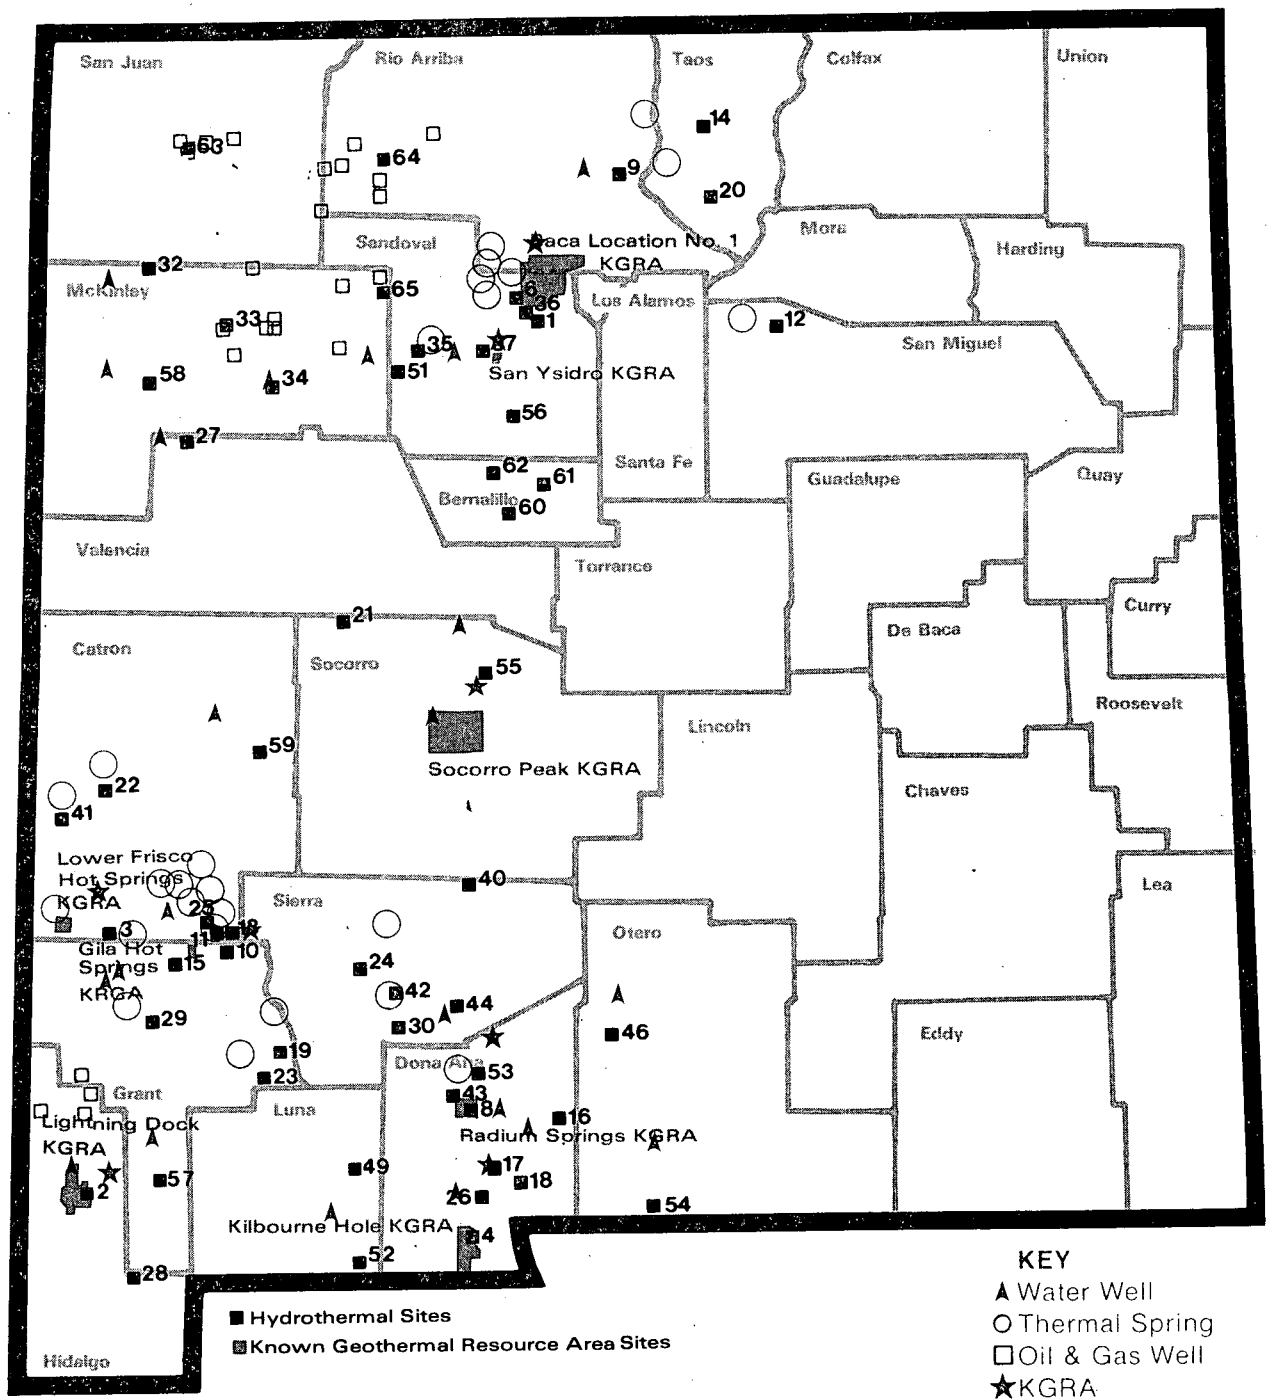 San Juan
Rio Arriba
Taos
Colfax
Union
14
63
64
9
20
Sandoval
Baca Location No. 1
KGRA
Mora
Harding
32
McKinley
65
6
36
Los Alamos
1
12
33
35
37
San Miguel
51
San Ysidro KGRA
58
34
56
27
62
61
Santa Fe
Guadalupe
Quay
Bernalillo
60
Valencia
Torrance
21
Curry
De Baca
Catron
Socorro
55
Roosevelt
Lincoln
59
Socorro Peak KGRA
22
Chaves
41
Lower Frisco
Hot Springs
KGRA
40
Lea
Sierra
25
3
11
18
Otero
Gila Hot
Springs
KRGA
10
15
24
42
44
29
30
46
Eddy
19
Dona Ana
53
23
Grant
43
Luna
8
16
Lightning Dock
KGRA
Radium Springs KGRA
49
17
57
18
2
26
54
Kilbourne Hole KGRA
4
52
28
KEY
Water Well
Hydrothermal Sites
Thermal Spring
Known Geothermal Resource Area Sites
Oil & Gas Well
Hidalgo
KGRA